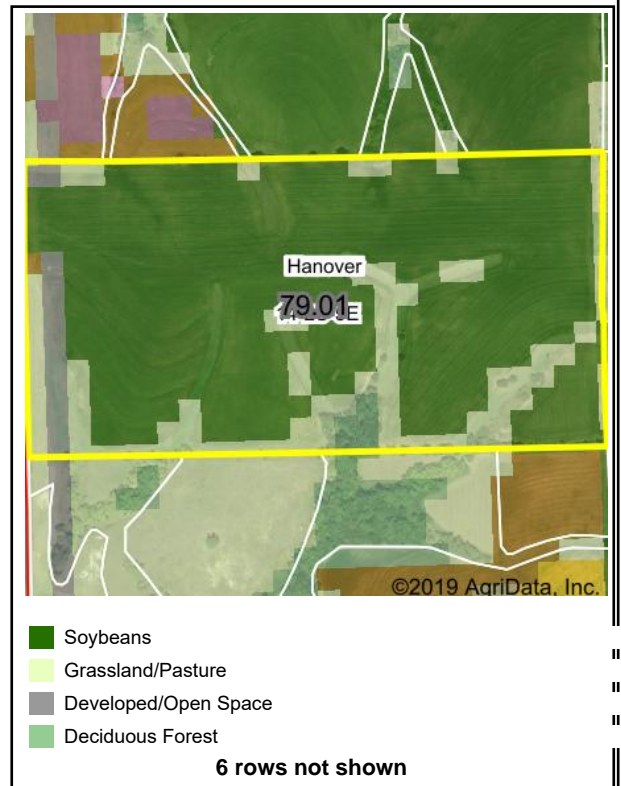 Hanover
79.01
©2019 AgriData, Inc.
Soybeans
Grassland/Pasture
Developed/Open Space
Deciduous Forest
6 rows not shown